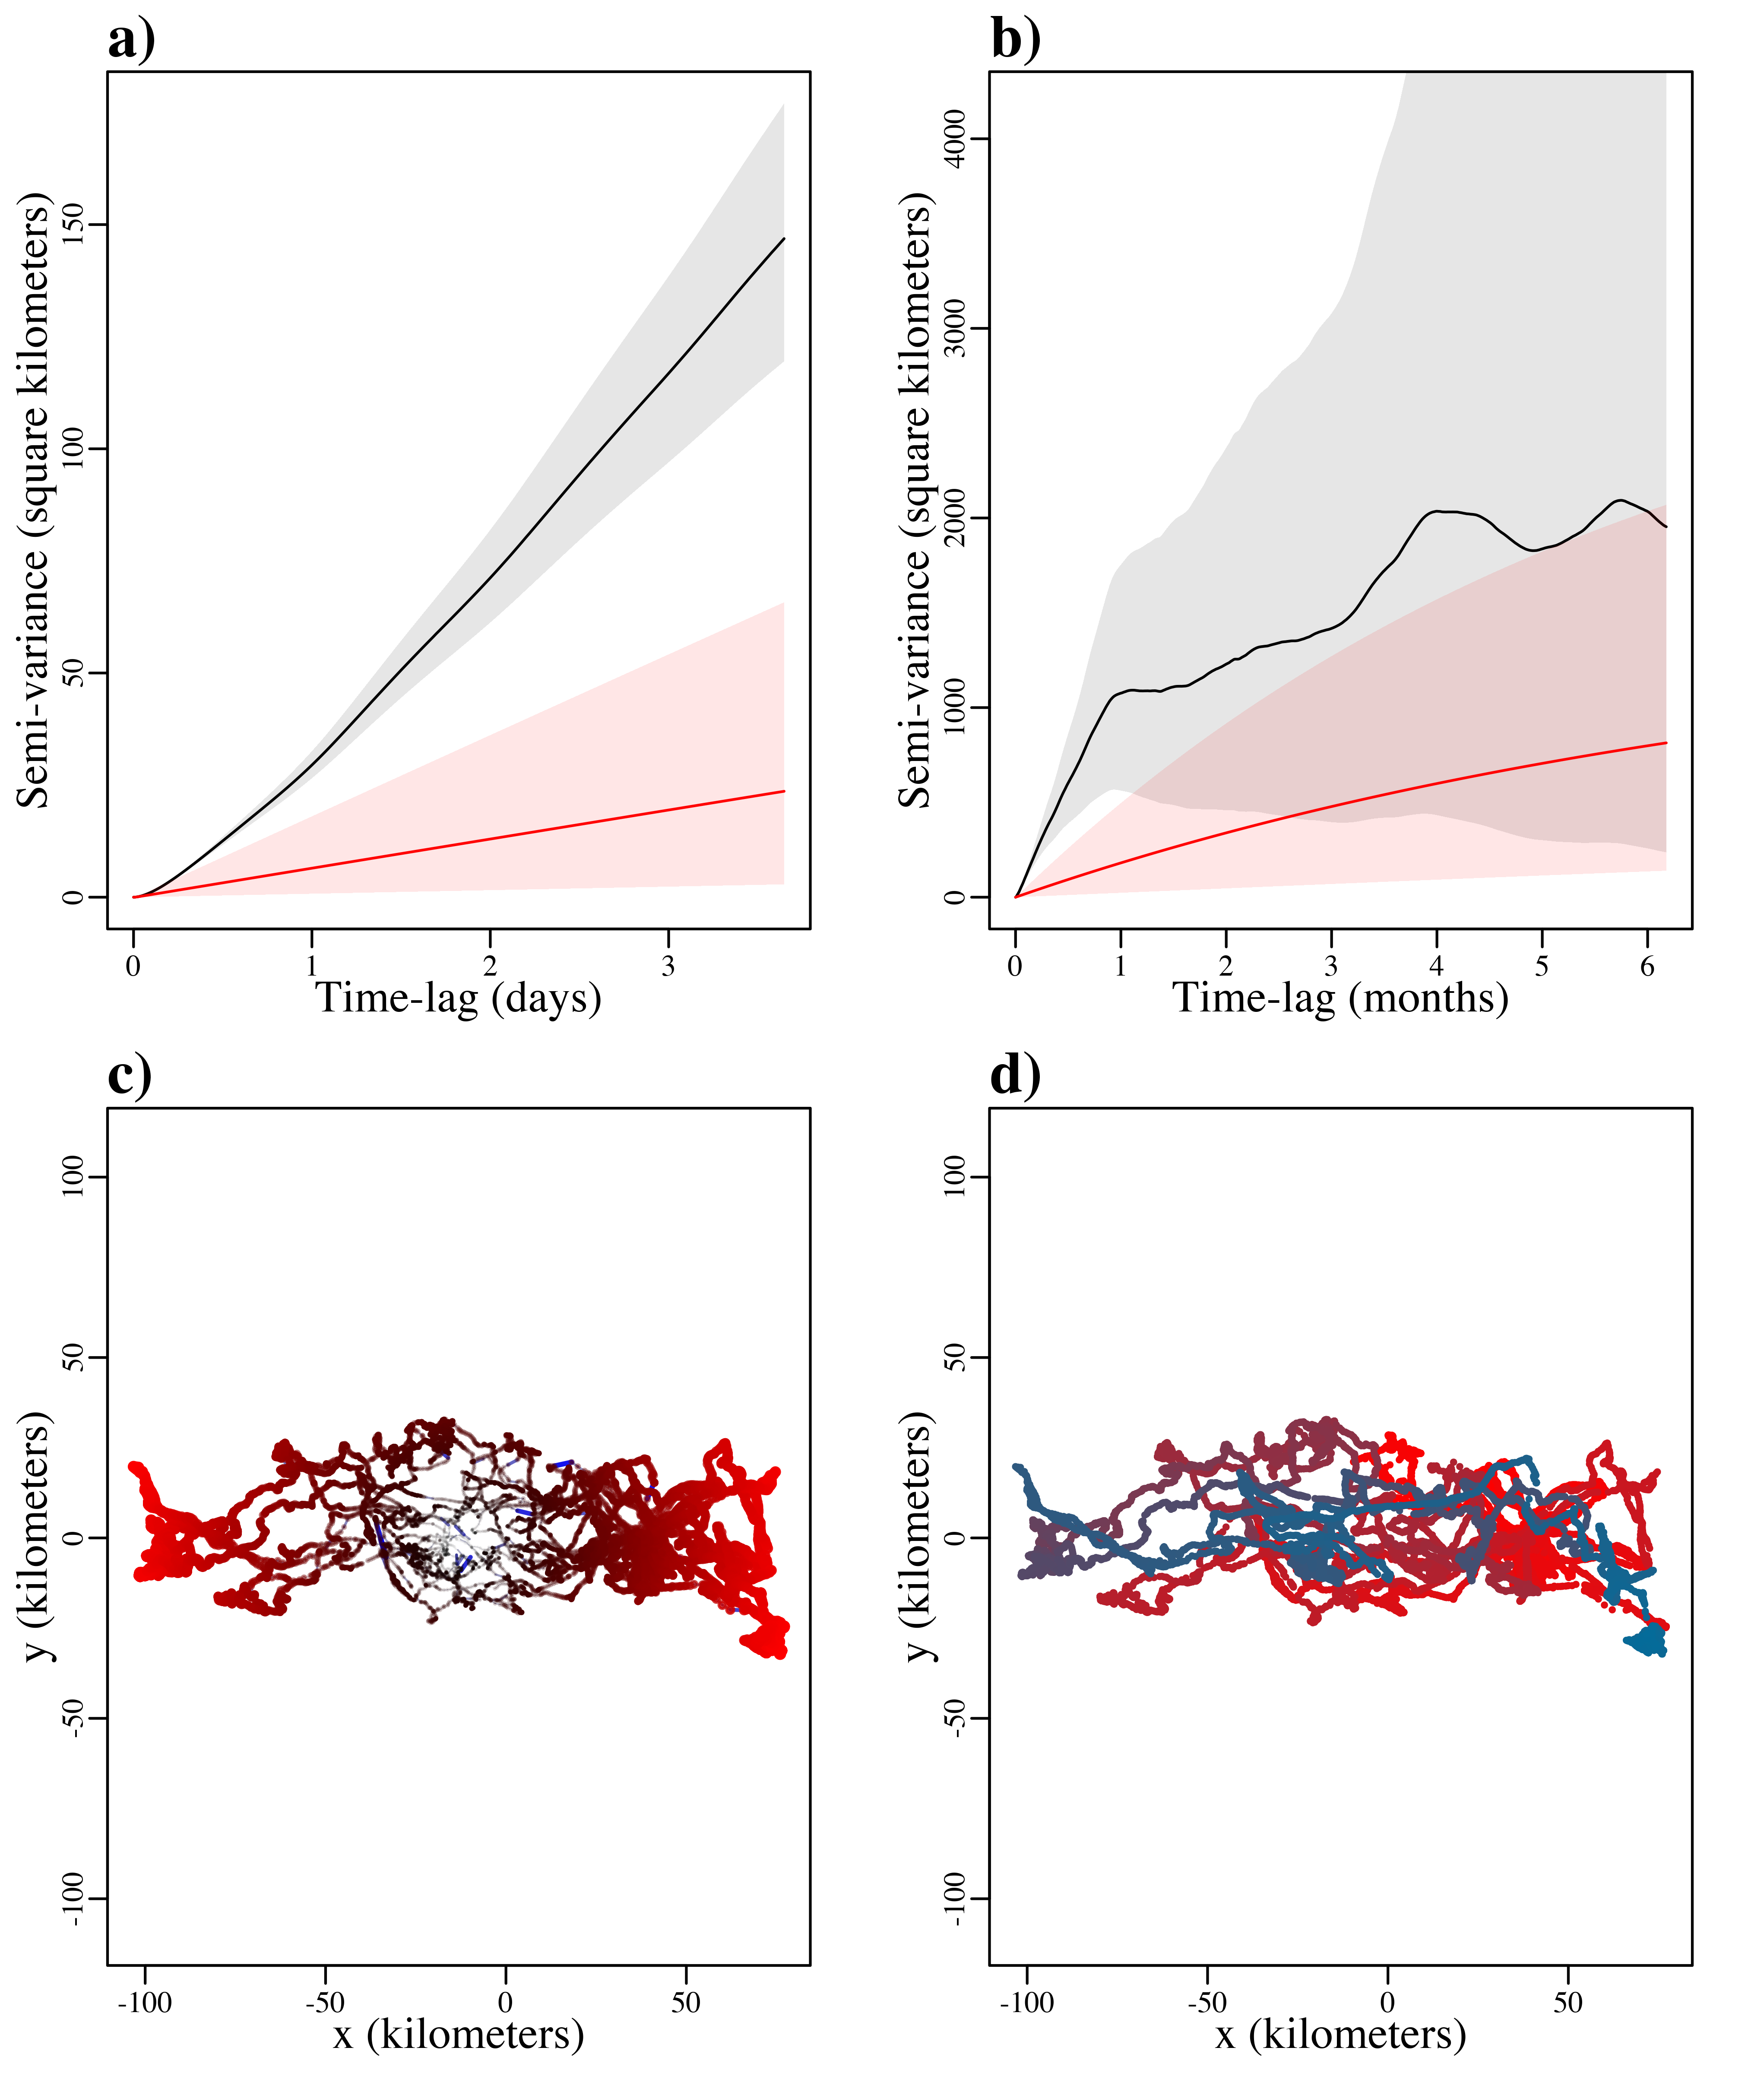 a)
Semi-variance (square kilometers)
0 50 100 150
0 1 2 3
Time-lag (days)
b)
Semi-variance (square kilometers)
0 1000 2000 3000 4000
0 1 2 3 4 5 6
Time-lag (months)
c)
y (kilometers)
-100 -50 0 50 100
-100 -50 0 50
x (kilometers)
d)
y (kilometers)
-100 -50 0 50 100
-100 -50 0 50
x (kilometers)